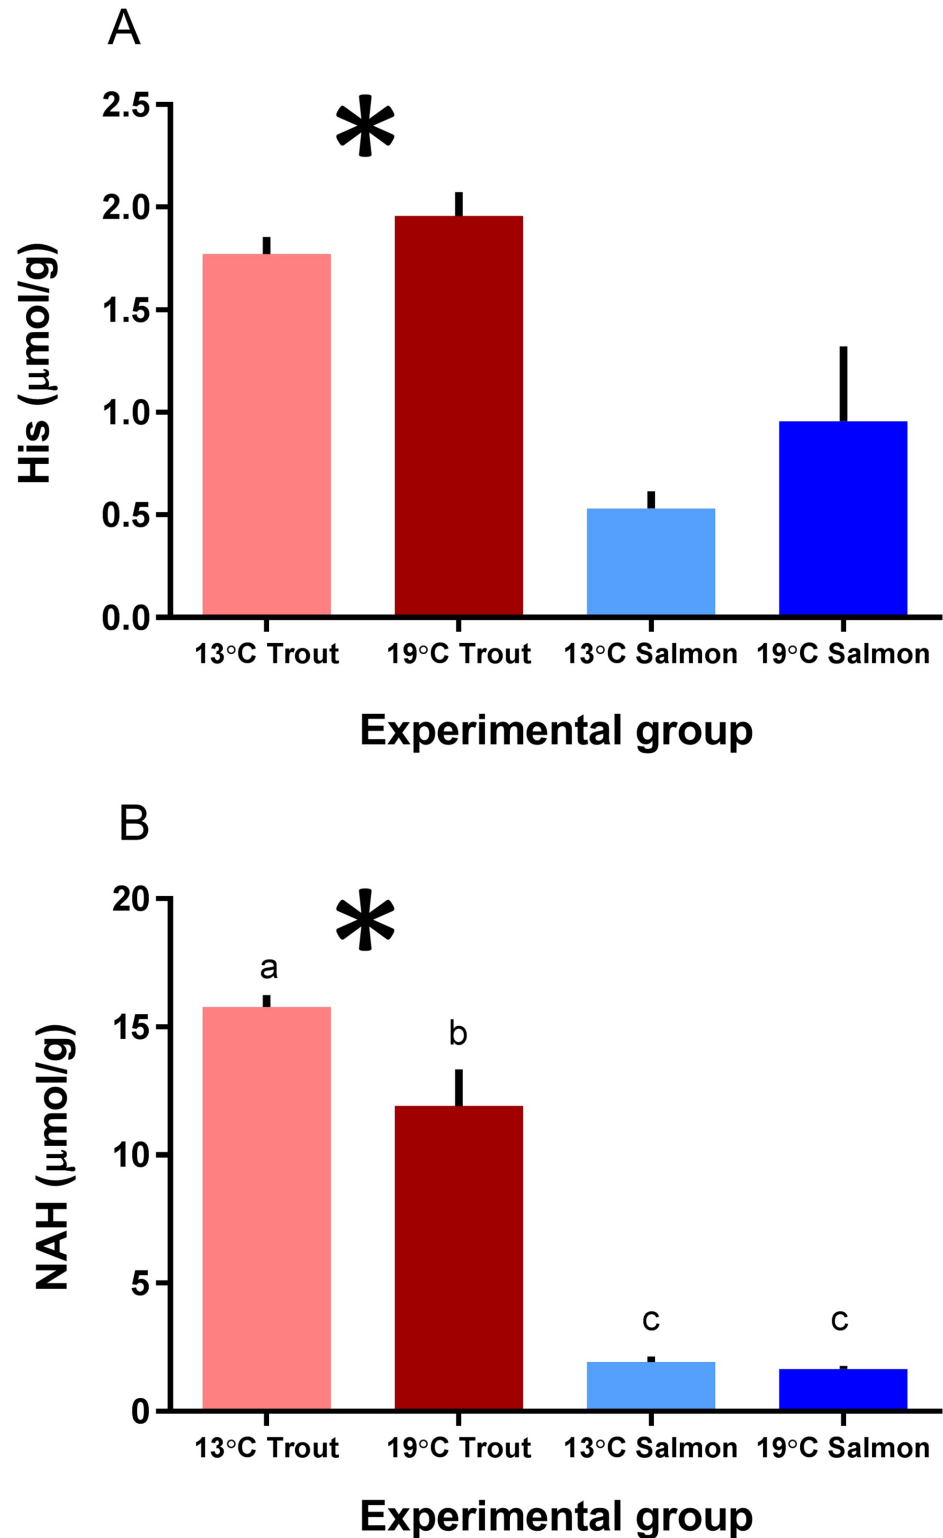 A
2.5
*
2.0
1.5
1.0
0.5
0.0
His (μmol/g)
13°C Trout 19°C Trout 13°C Salmon 19°C Salmon
Experimental group
B
20
*
a
15
b
10
5
c c
0
NAH (μmol/g)
13°C Trout 19°C Trout 13°C Salmon 19°C Salmon
Experimental group